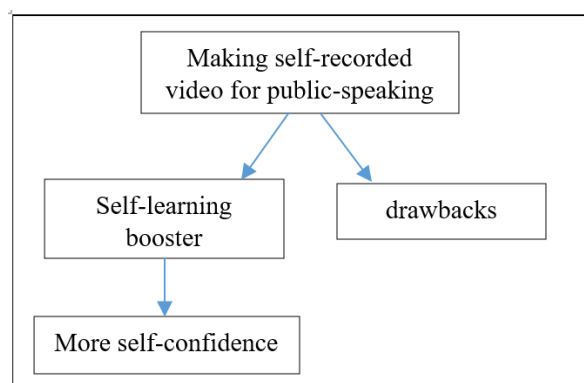 Making self-recorded
video for public-speaking
Self-learning
booster
drawbacks
More self-confidence